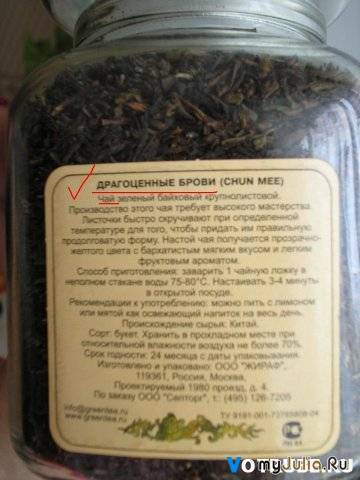 ДРАГОЦЕННЫЕ БРОВИ (CHUN MEE)
Чай зеленый байховый крупнолистовой.
Производство этого чая требует высокого мастерства.
Листочки быстро скручивают при определенной
температуре для того, чтобы придать им правильную
продолговатую форму. Настой чая получается прозрачно-
желтого цвета с бархатистым мягким вкусом и легким
фруктовым ароматом.
Способ приготовления: заварить 1 чайную ложку в
неполном стакане воды 75-80°C. Настаивать 3-4 минуты
в открытой посуде.
Рекомендации к употреблению: можно пить с лимоном
или мятой как освежающий напиток на весь день.
Происхождение сырья: Китай.
Сорт: букет. Хранить в прохладном месте при
относительной влажности воздуха не более 70%.
Срок годности: 24 месяца с даты упаковывания.
Изготовлено и упаковано: ООО "ЖИРАФ",
119361, Россия, Москва,
Проектируемый 1980 проезд, д. 4.
По заказу ООО "Септорг", т.: (495) 126-7205
info@greentea.ru
www.greentea.ru
ТУ 9191-001-
VomyJulia.Ru